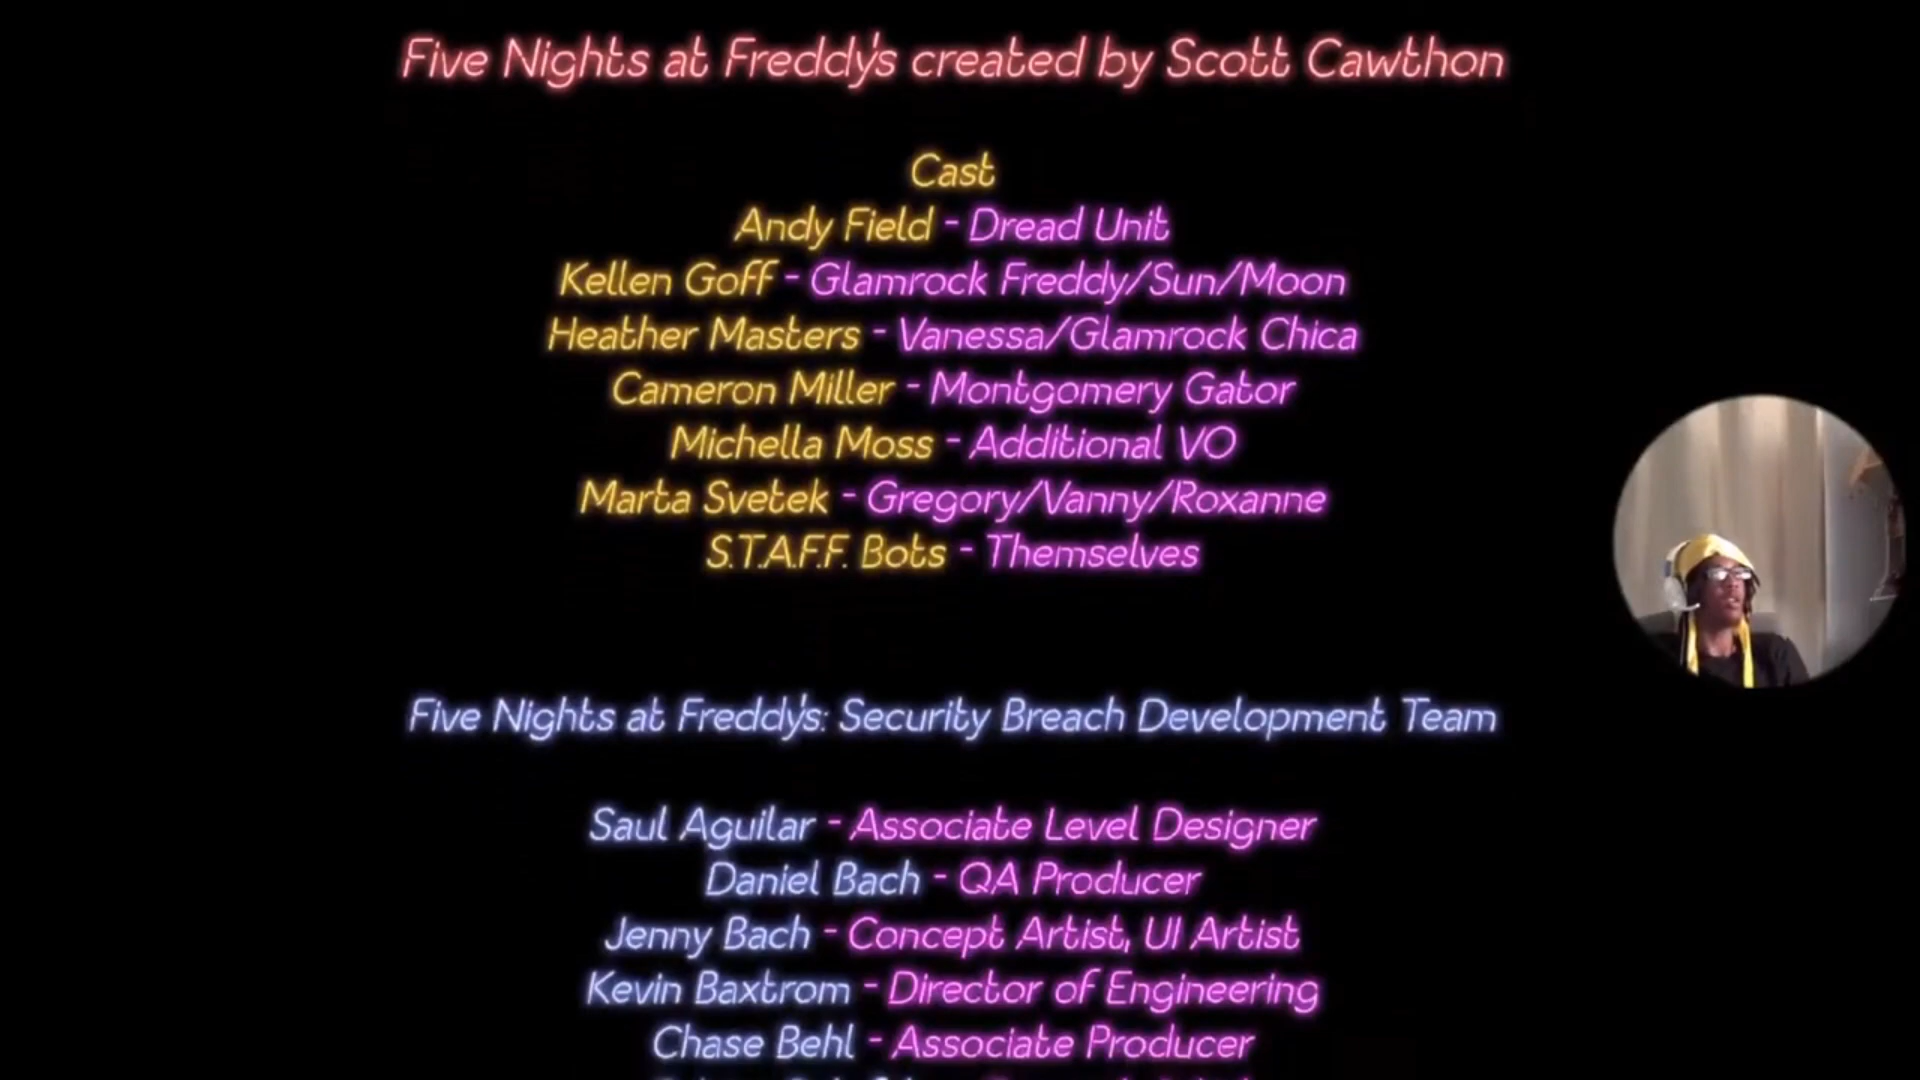 Five Nights at Freddy's created by Scott Cawthon
Cast
Andy Field - Dread Unit
Kellen Goff - Glamrock Freddy/Sun/Moon
Heather Masters - Vanessa/Glamrock Chica
Cameron Miller - Montgomery Gator
Michella Moss - Additional VO
Marta Svetek - Gregory/Vanny/Roxanne
S.T.A.F.F. Bots - Themselves
Five Nights at Freddy's: Security Breach Development Team
Saul Aguilar - Associate Level Designer
Daniel Bach - QA Producer
Jenny Bach - Concept Artist, UI Artist
Kevin Baxtrom - Director of Engineering
Chase Behl - Associate Producer